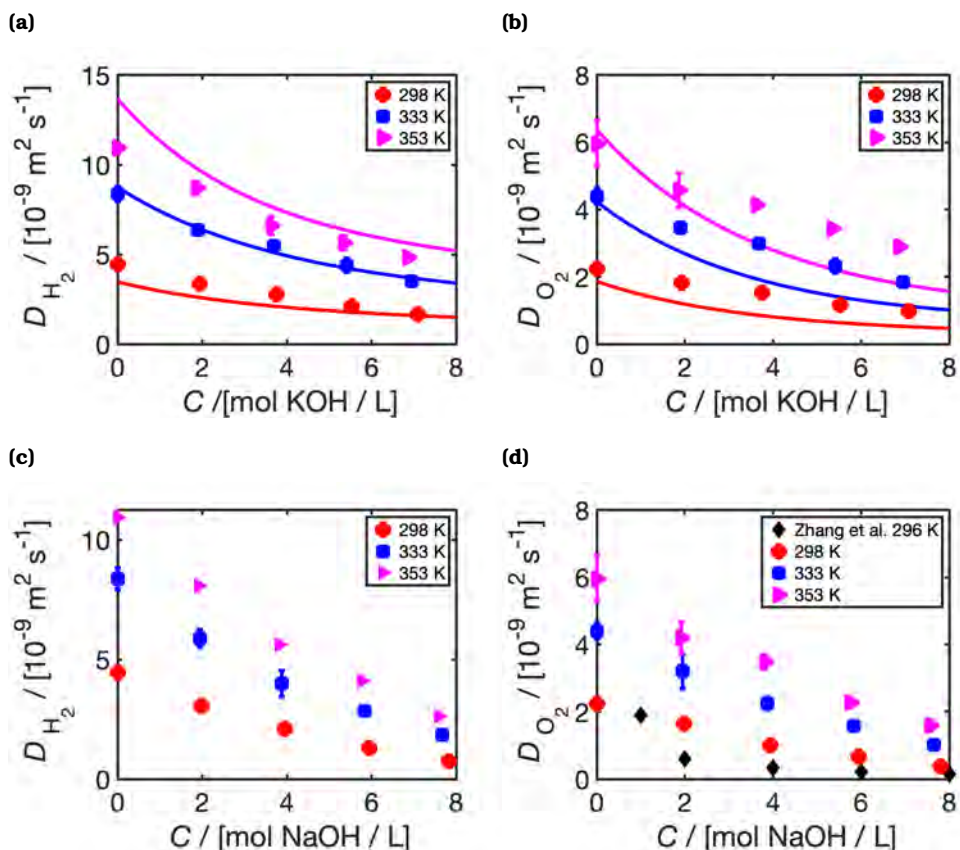 (a)
15
10
5
0
D H₂ / [10⁻⁹ m² s⁻¹]
298 K
333 K
353 K
0 2 4 6 8
C /[mol KOH / L]
(b)
8
6
4
2
0
D O₂ / [10⁻⁹ m² s⁻¹]
298 K
333 K
353 K
0 2 4 6 8
C /[mol KOH / L]
(c)
10
5
0
D H₂ / [10⁻⁹ m² s⁻¹]
298 K
333 K
353 K
0 2 4 6 8
C / [mol NaOH / L]
(d)
8
6
4
2
0
D O₂ / [10⁻⁹ m² s⁻¹]
Zhang et al. 296 K
298 K
333 K
353 K
0 2 4 6 8
C / [mol NaOH / L]